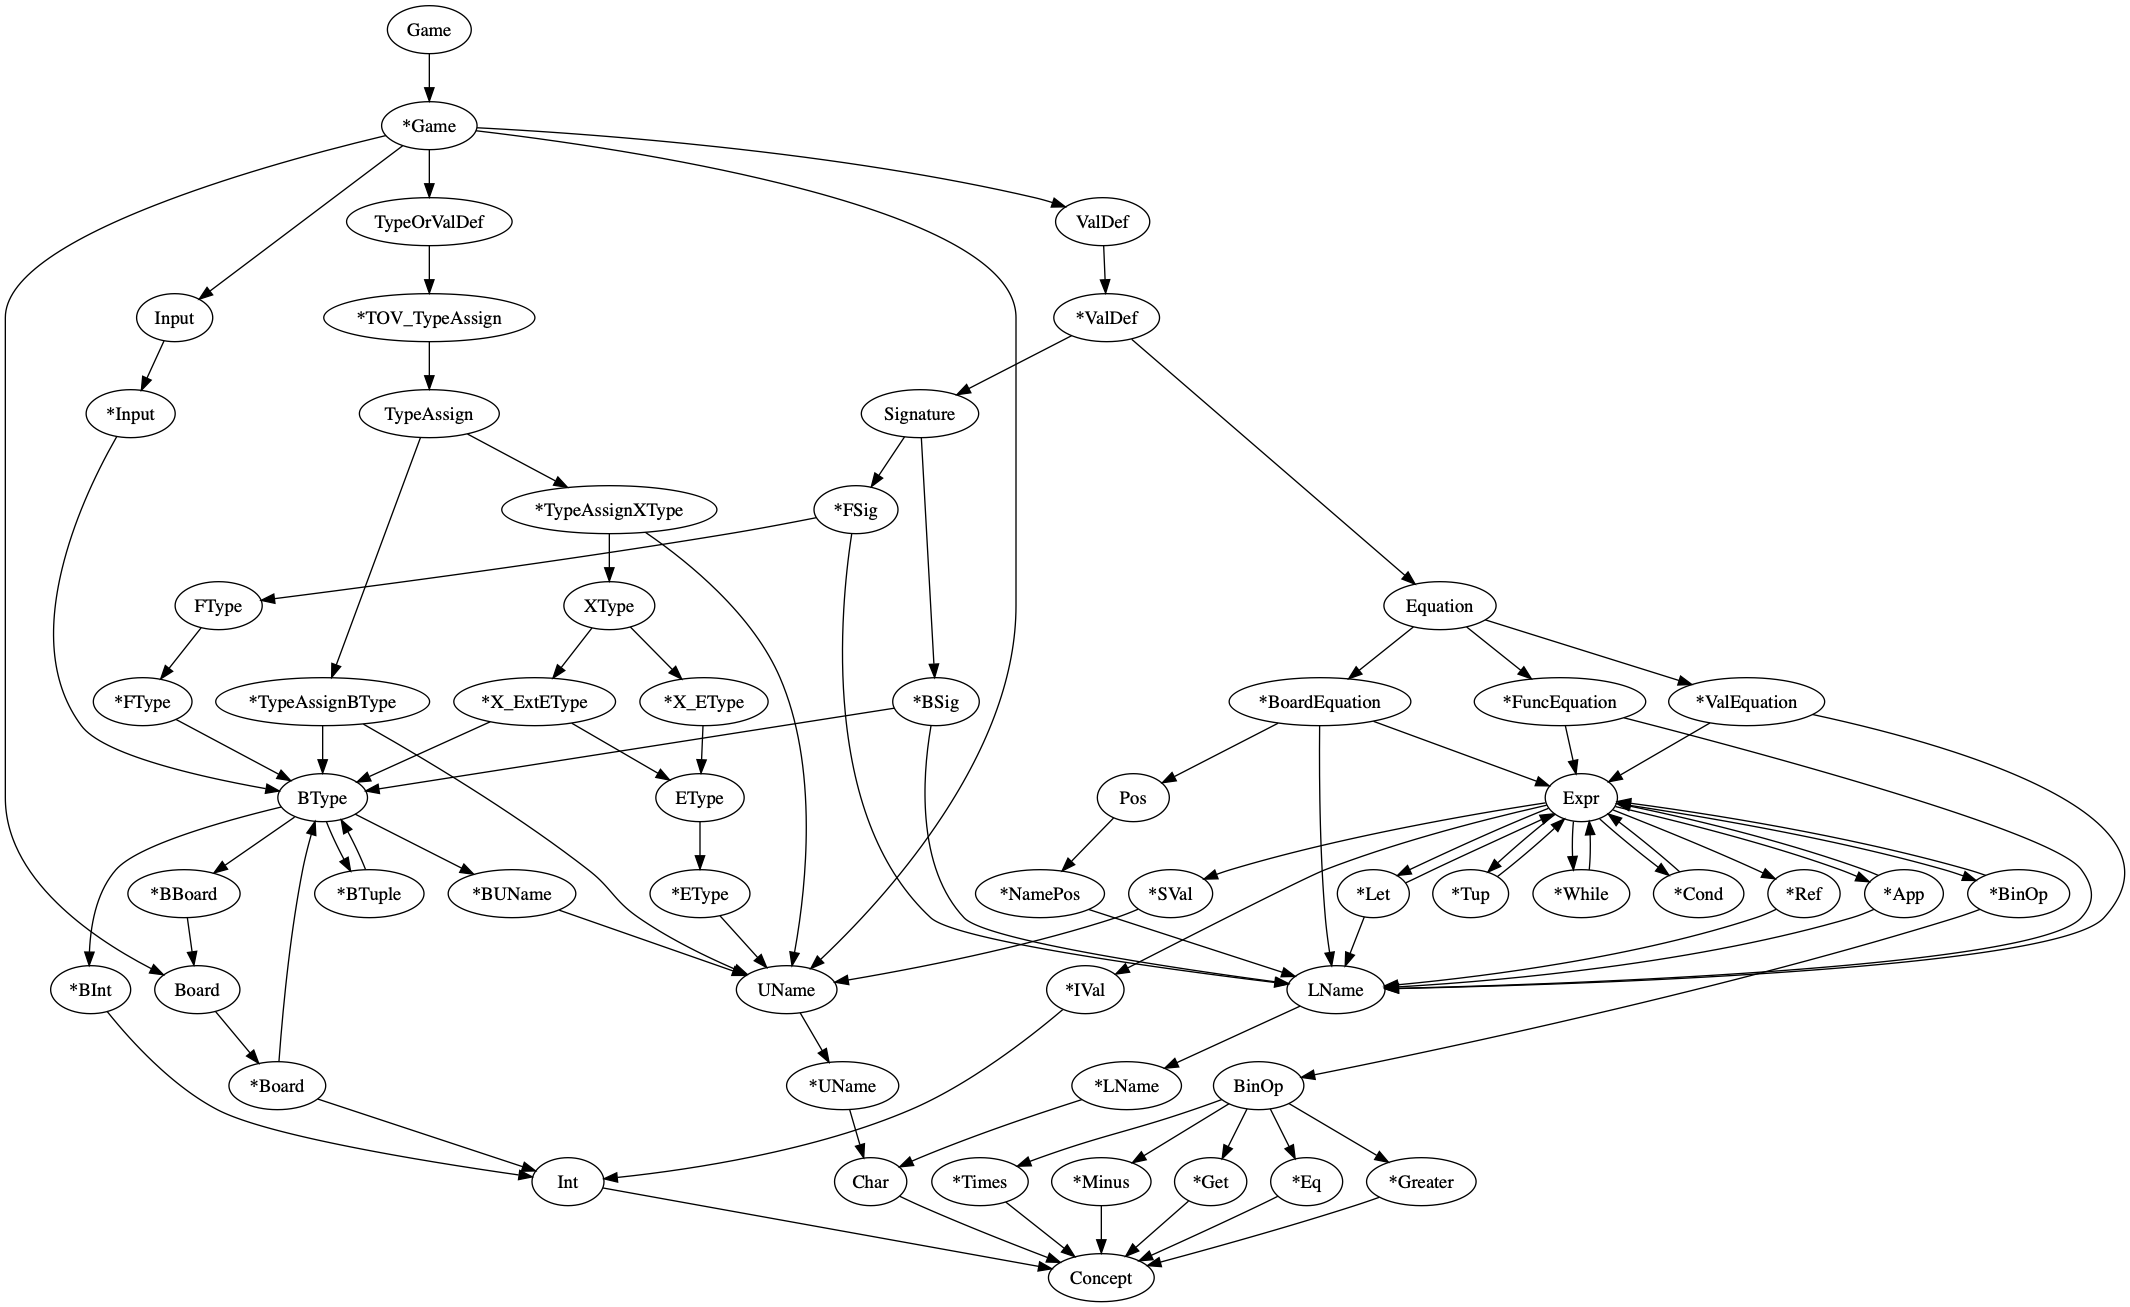 Game
*Game
TypeOrValDef
ValDef
Input
*TOV_TypeAssign
*ValDef
*Input
TypeAssign
Signature
*TypeAssignXType
*FSig
FType
XType
Equation
*FType
*TypeAssignBType
*X_ExtEType
*X_EType
*BSig
*BoardEquation
*FuncEquation
*ValEquation
BType
EType
Pos
Expr
*BBoard
*BTuple
*BUName
*EType
*NamePos
*SVal
*Let
*Tup
*While
*Cond
*Ref
*App
*BinOp
*BInt
Board
UName
*IVal
LName
*Board
*UName
*LName
BinOp
Int
Char
*Times
*Minus
*Get
*Eq
*Greater
Concept